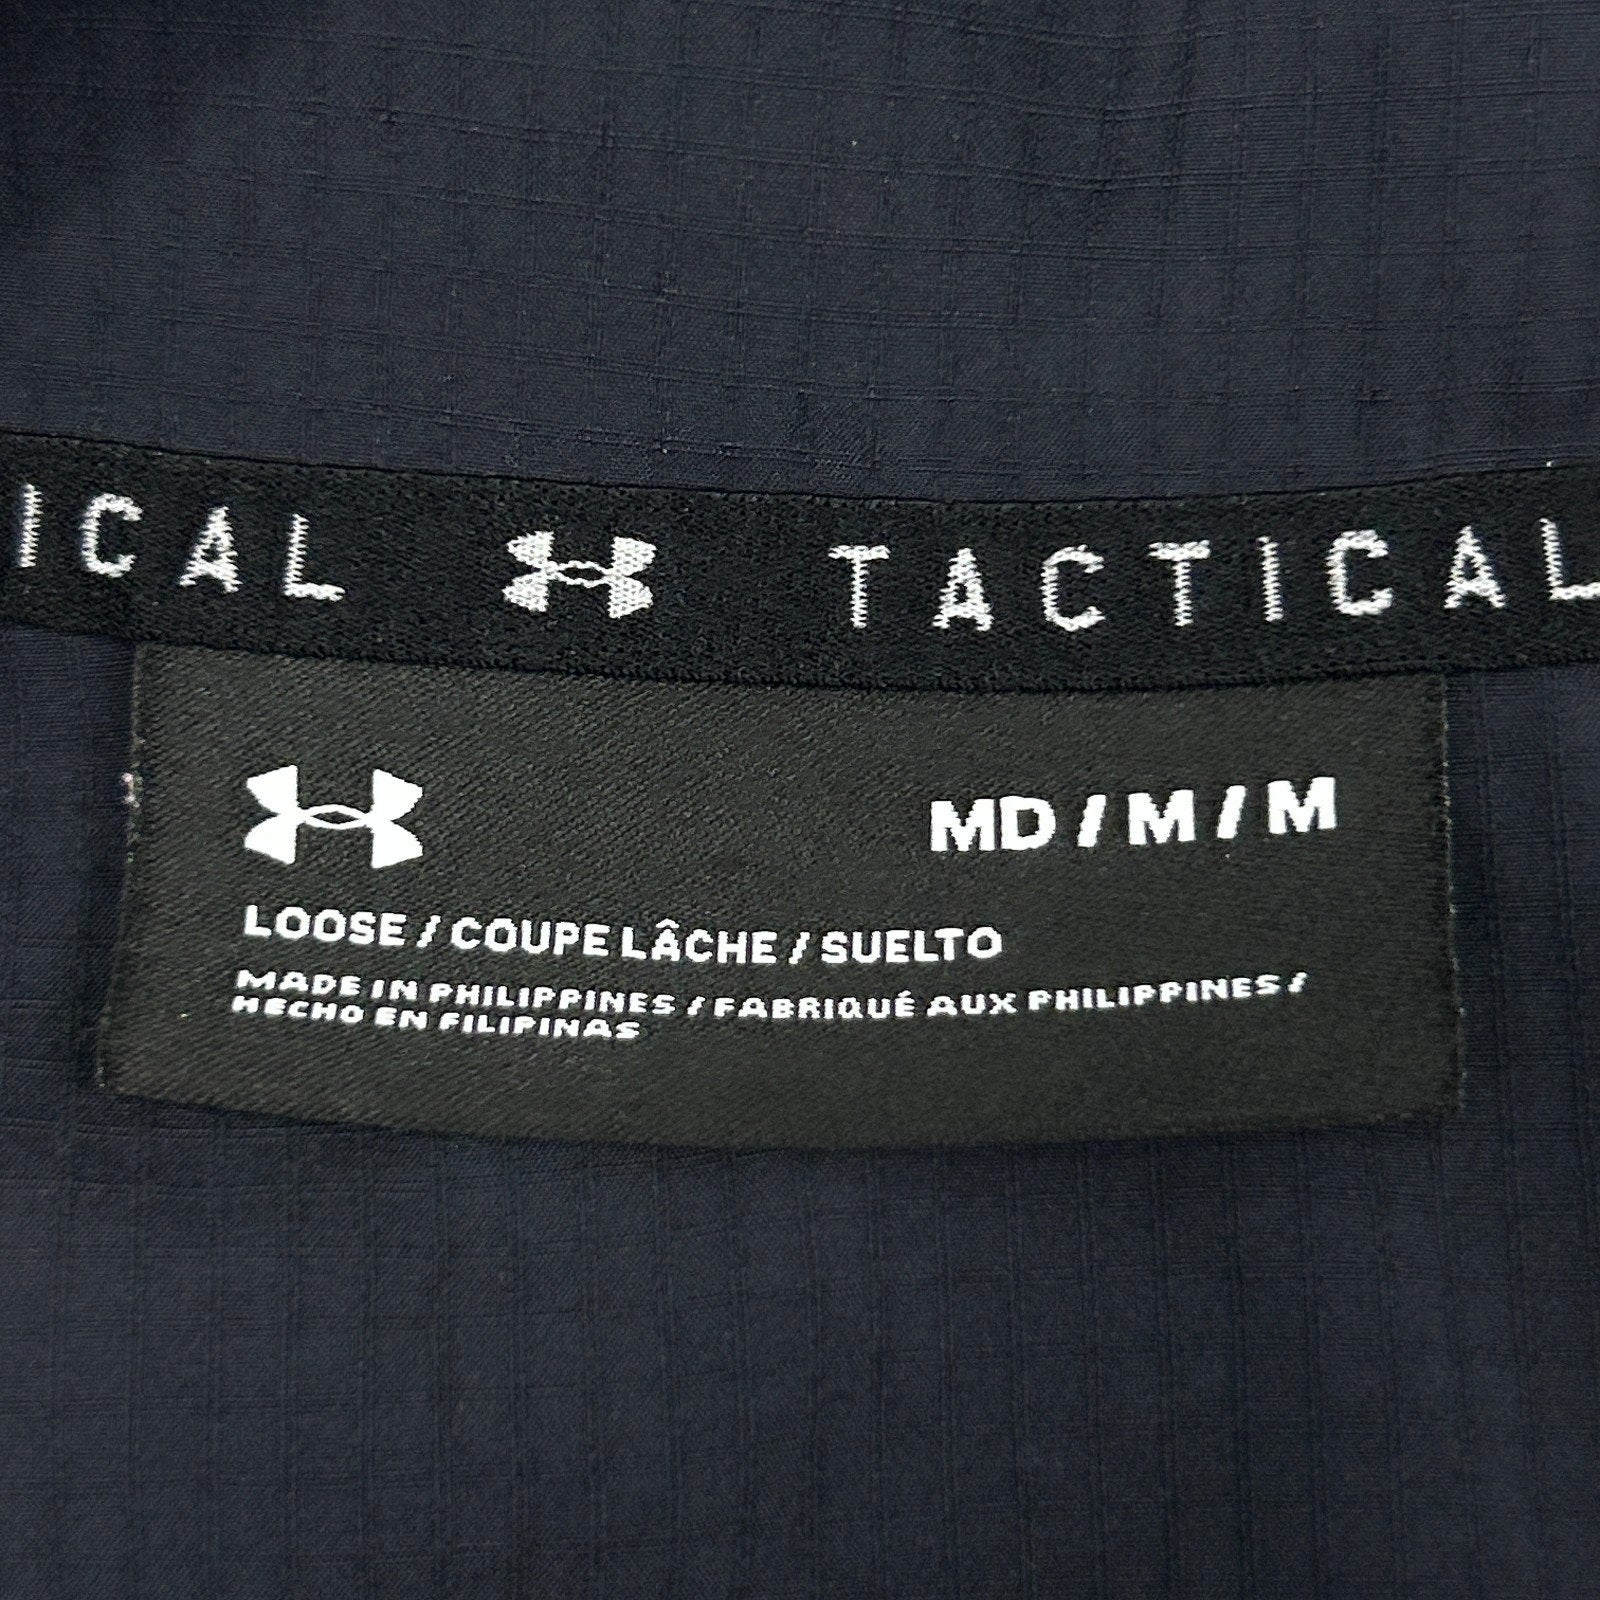 ICAL TACTICAL
MD / M / M
LOOSE / COUPE LÂCHE / SUELTO
MADE IN PHILIPPINES / FABRIQUÉ AUX PHILIPPINES /
HECHO EN FILIPINAS